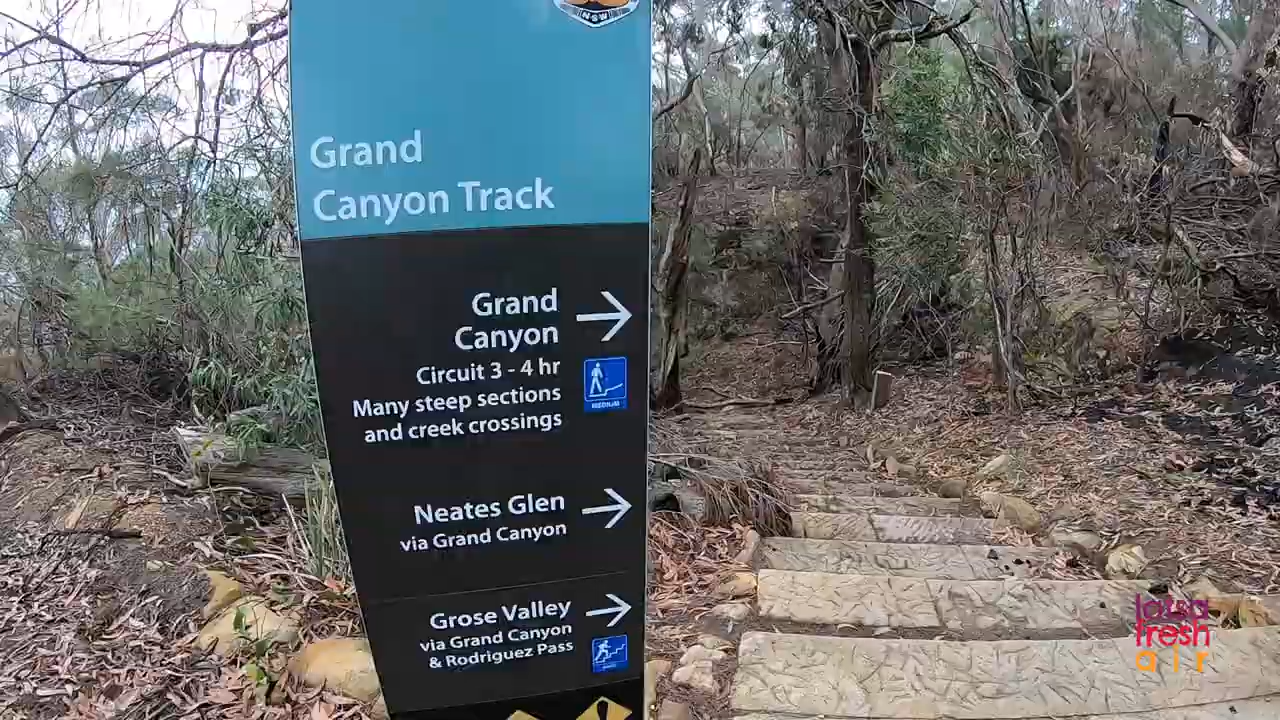 NSW
Grand
Canyon Track
Grand
Canyon
Circuit 3 - 4 hr
Many steep sections
and creek crossings
MEDIUM
Neates Glen
via Grand Canyon
Grose Valley
via Grand Canyon
& Rodriguez Pass
lotsa
fresh
air